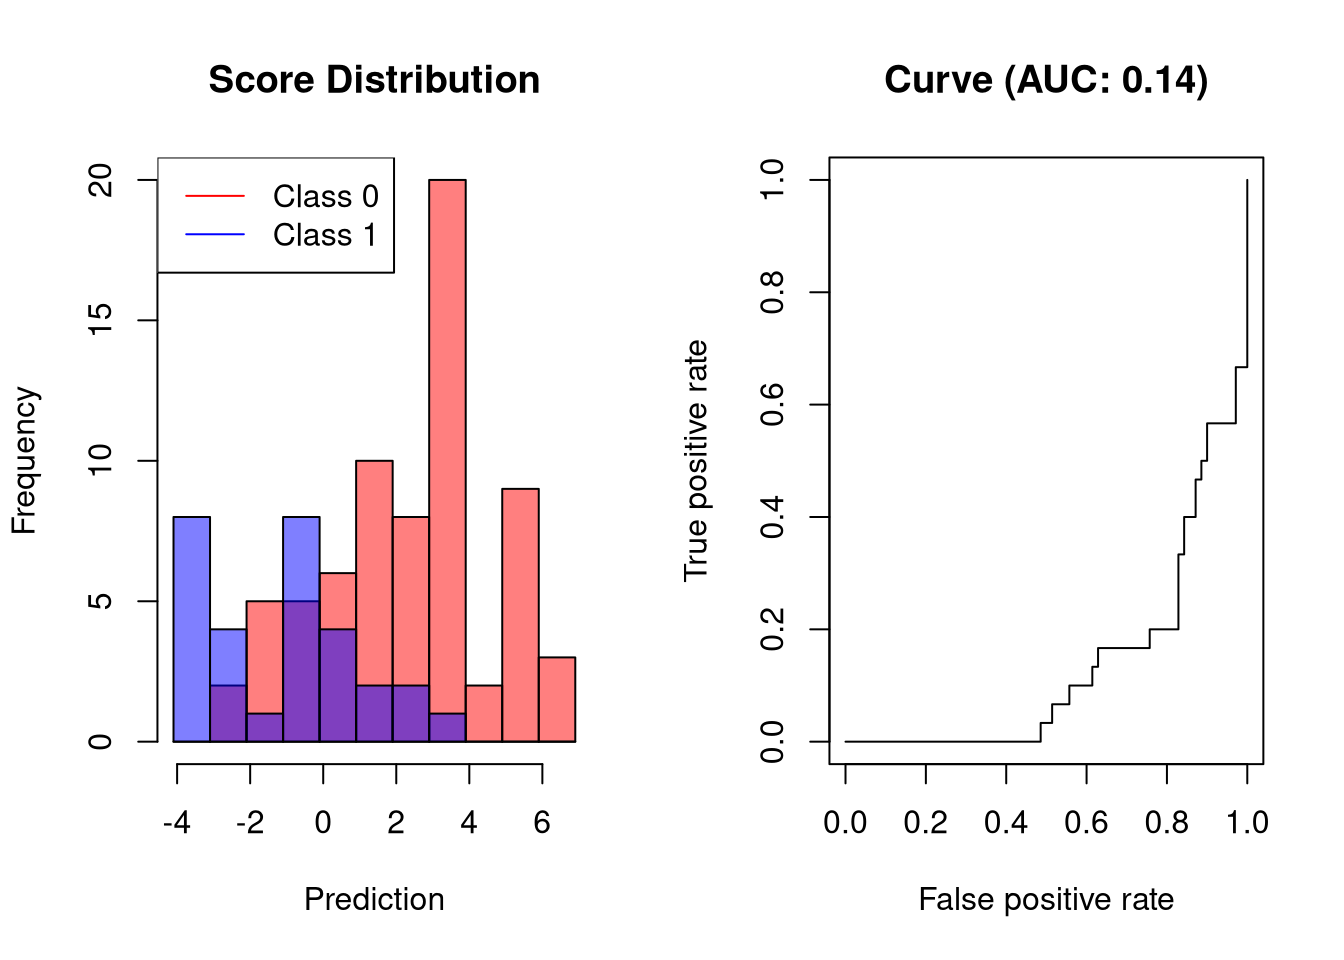 Score Distribution
Class 0
Class 1
Frequency
0 5 10 15 20
-4 -2 0 2 4 6
Prediction
Curve (AUC: 0.14)
True positive rate
0.0 0.2 0.4 0.6 0.8 1.0
0.0 0.2 0.4 0.6 0.8 1.0
False positive rate